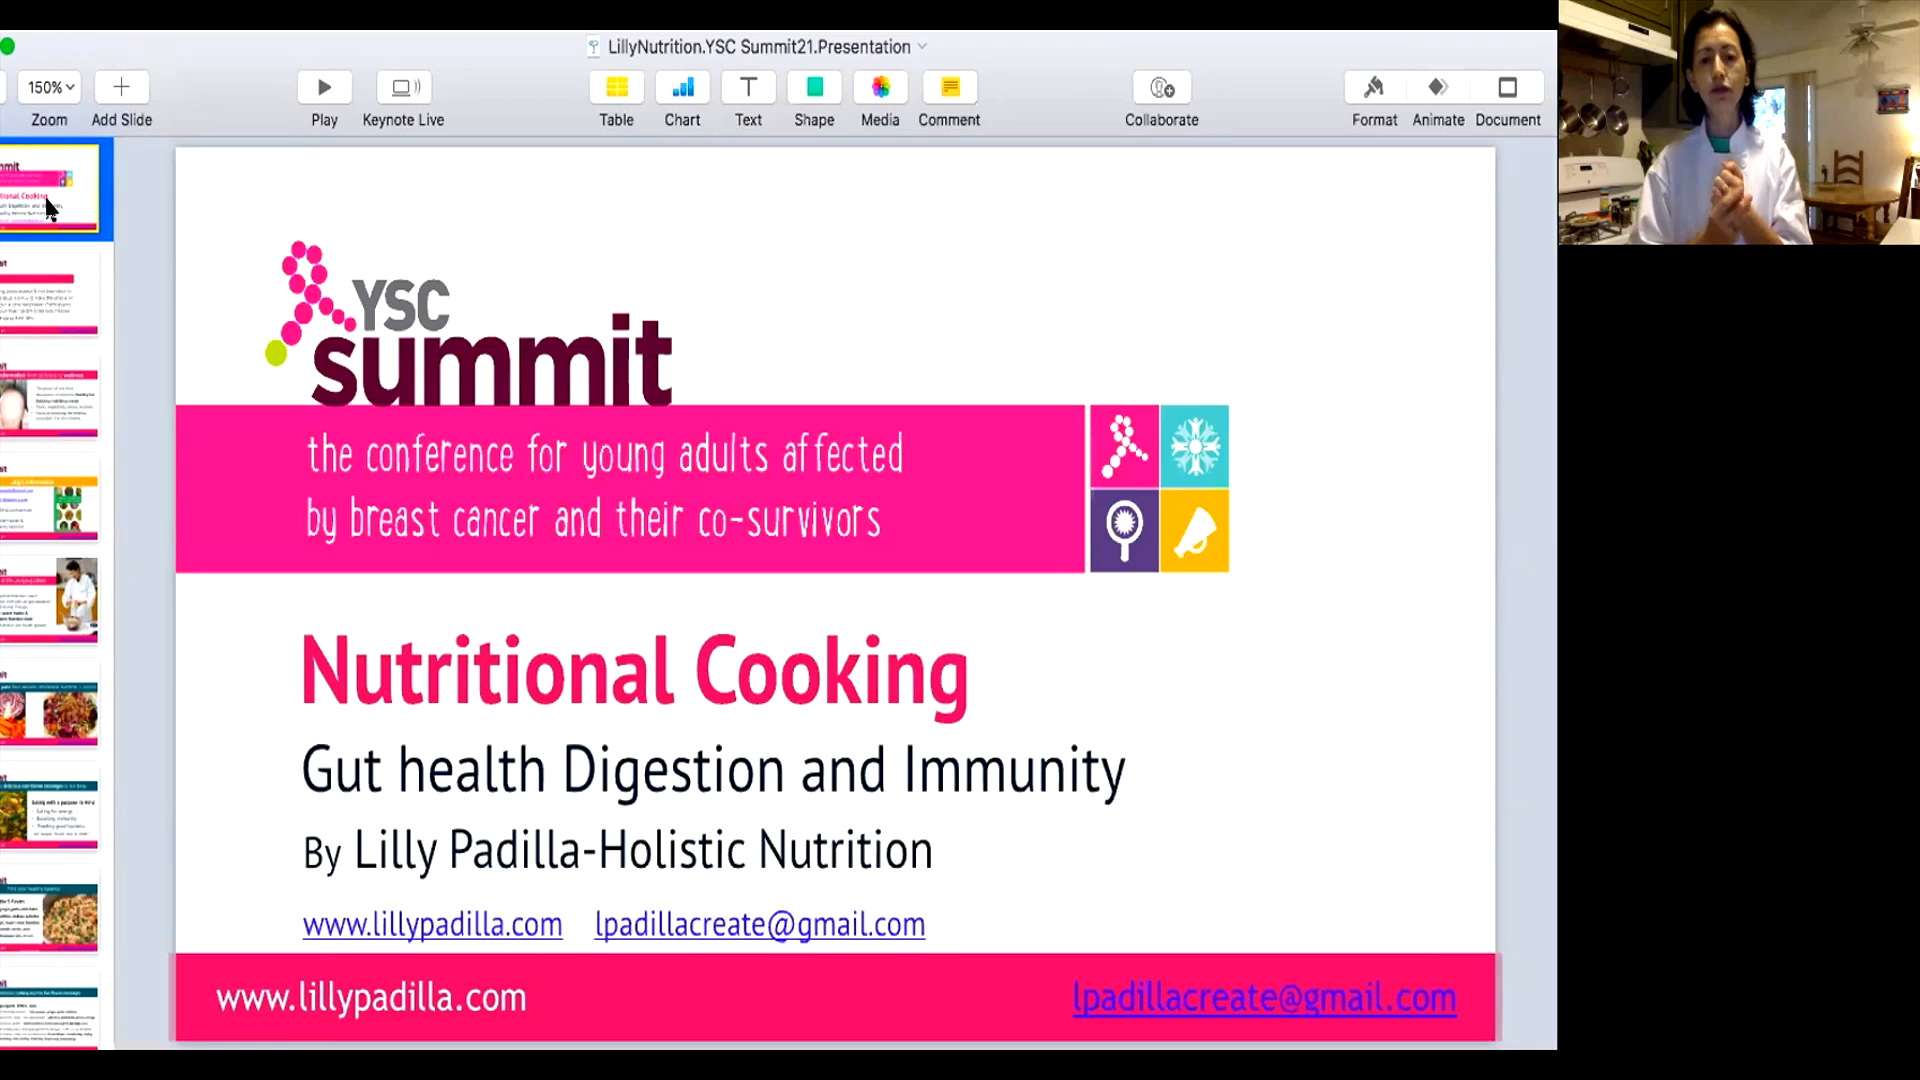 LillyNutrition.YSC Summit21.Presentation
150%
Zoom
Add Slide
Play
Keynote Live
Table
Chart
Text
Shape
Media
Comment
Collaborate
Format
Animate
Document
YSC
summit
the conference for young adults affected
by breast cancer and their co-survivors
Nutritional Cooking
Gut health Digestion and Immunity
By Lilly Padilla-Holistic Nutrition
www.lillypadilla.com lpadillacreate@gmail.com
www.lillypadilla.com lpadillacreate@gmail.com